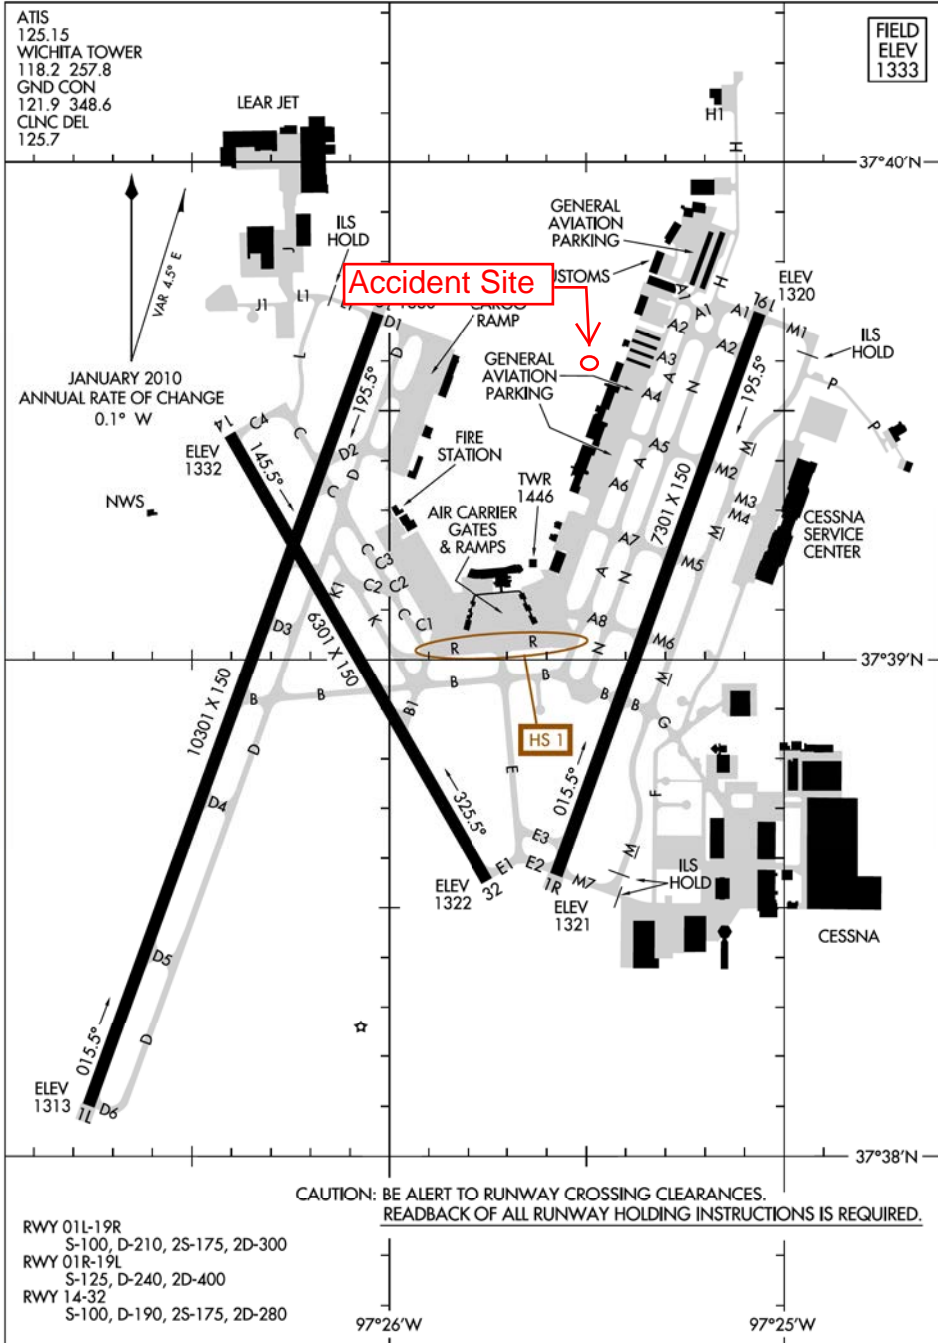 ATIS
125.15
WICHITA TOWER
118.2 257.8
GND CON
121.9 348.6
CLNC DEL
125.7
FIELD
ELEV
1333
LEAR JET
H1
H
37°40'N
VAR 4.5° E
JANUARY 2010
ANNUAL RATE OF CHANGE
0.1° W
J
J1
L1
L
ILS
HOLD
GENERAL
AVIATION
PARKING
Accident Site
RAMP
D1
D
195.5°
H
A1
A1
A2
A2
A3
A4
A
N
ELEV
1320
19L
M1
ILS
HOLD
P
P
195.5°
GENERAL
AVIATION
PARKING
14
C4
C
ELEV
1332
145.5°
D2
D
C
FIRE
STATION
NWS
TWR
1446
AIR CARRIER
GATES
& RAMPS
A5
A
A6
A7
A
N
A8
N
7301 X 150
M
M2
M3
M4
M
M5
M6
M
CESSNA
SERVICE
CENTER
C
C3
C2
C2
C
C1
K1
K
D3
6301 X 150
10301 X 150
R
R
37°39'N
B
B
B
B
B
B
B1
G
HS 1
D
D4
E
F
325.5°
015.5°
E3
E1
E2
M7
M
ILS
HOLD
ELEV
1322
32
1R
ELEV
1321
CESSNA
D5
D
015.5°
ELEV
1313
1L
D6
37°38'N
CAUTION: BE ALERT TO RUNWAY CROSSING CLEARANCES.
READBACK OF ALL RUNWAY HOLDING INSTRUCTIONS IS REQUIRED.
RWY 01L-19R
S-100, D-210, 2S-175, 2D-300
RWY 01R-19L
S-125, D-240, 2D-400
RWY 14-32
S-100, D-190, 2S-175, 2D-280
97°26'W
97°25'W